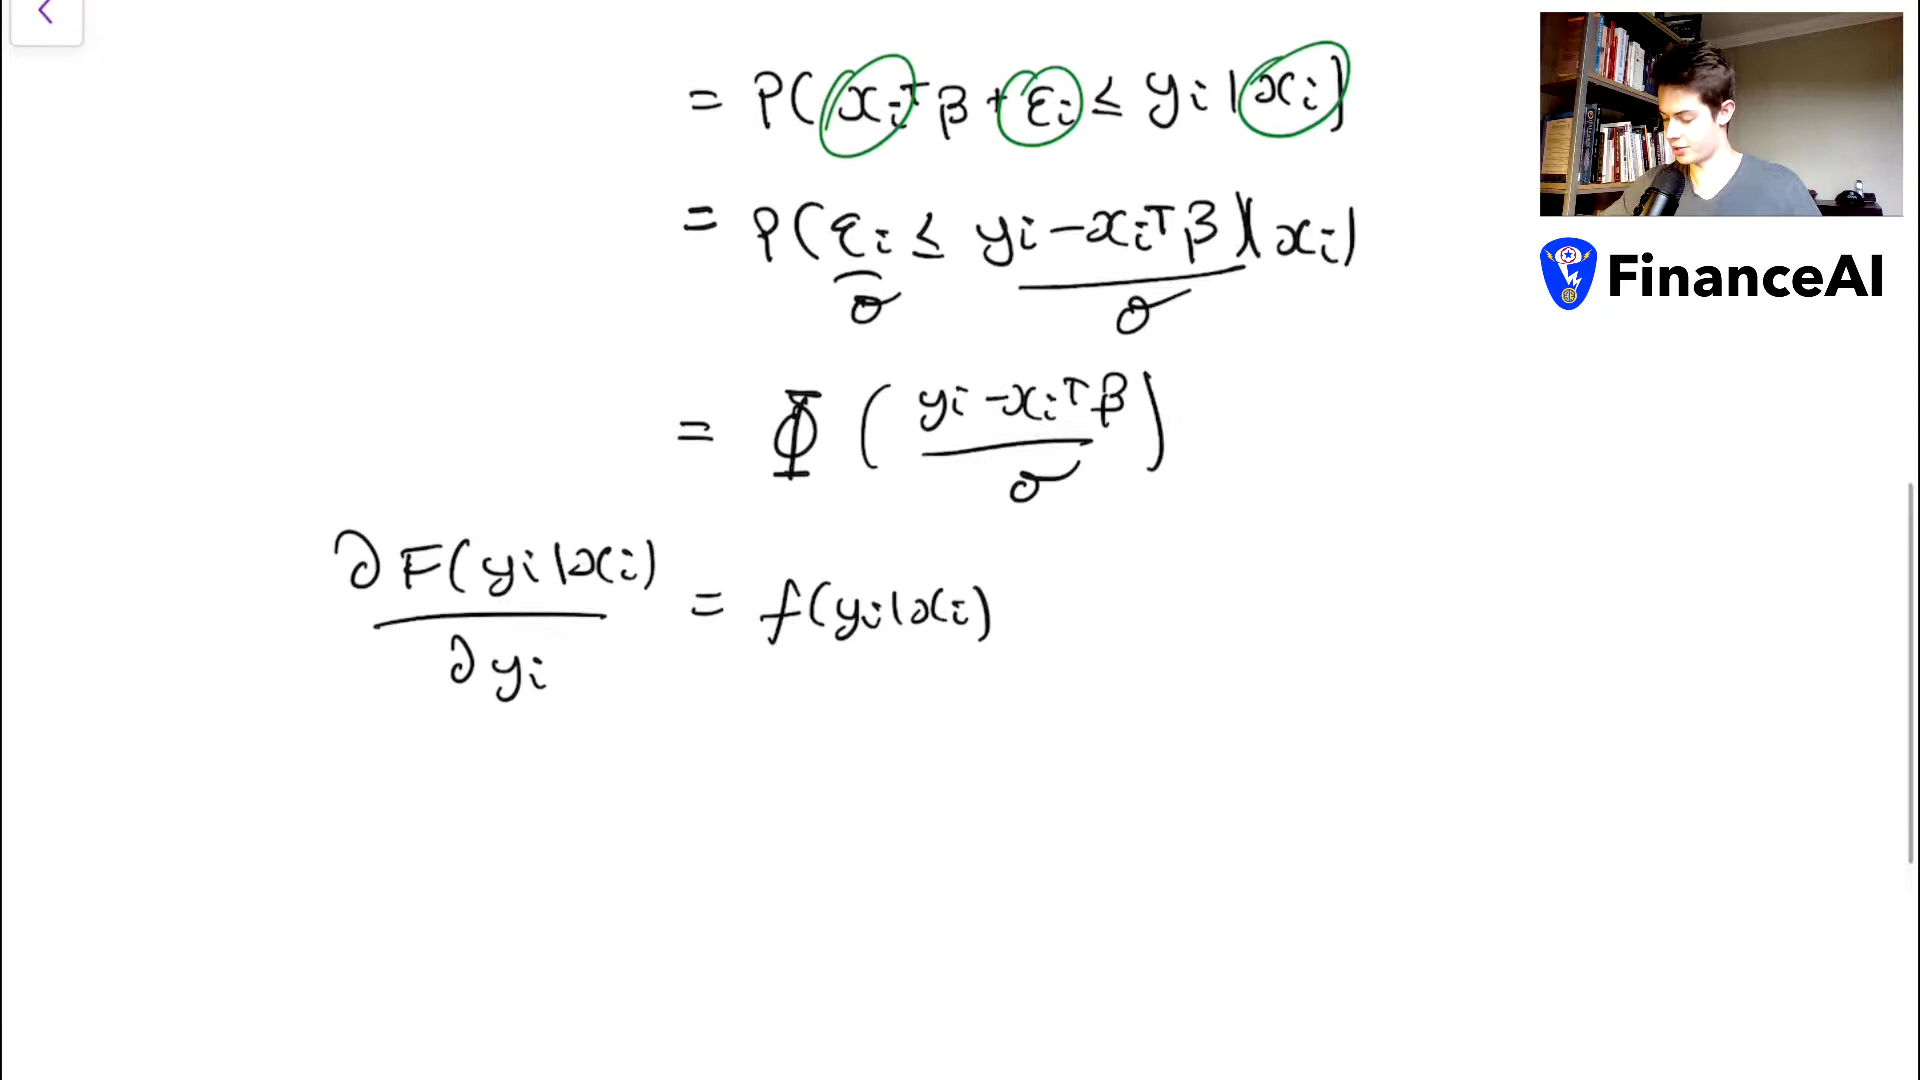 = P(xiᵀβ + εi ≤ yi | xi)
FinanceAI
= P(εi/σ ≤ (yi - xiᵀβ)/σ | xi)
= Φ((yi - xiᵀβ)/σ)
∂F(yi|xi)/∂yi = f(yi|xi)